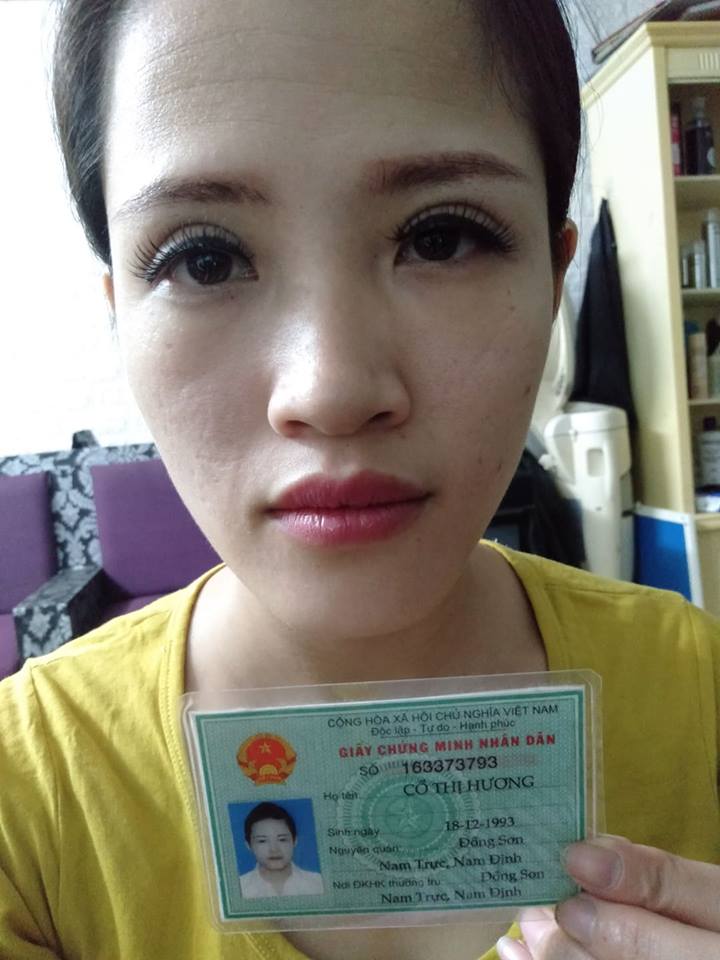 CỘNG HÒA XÃ HỘI CHỦ NGHĨA VIỆT NAM
Độc lập - Tự do - Hạnh phúc
GIẤY CHỨNG MINH NHÂN DÂN
SỐ 163373793
Họ tên CỒ THỊ HƯƠNG
Sinh ngày 18-12-1993
Nguyên quán Đồng Sơn
Nam Trực, Nam Định
Nơi ĐKHK thường trú Đồng Sơn
Nam Trực, Nam Định